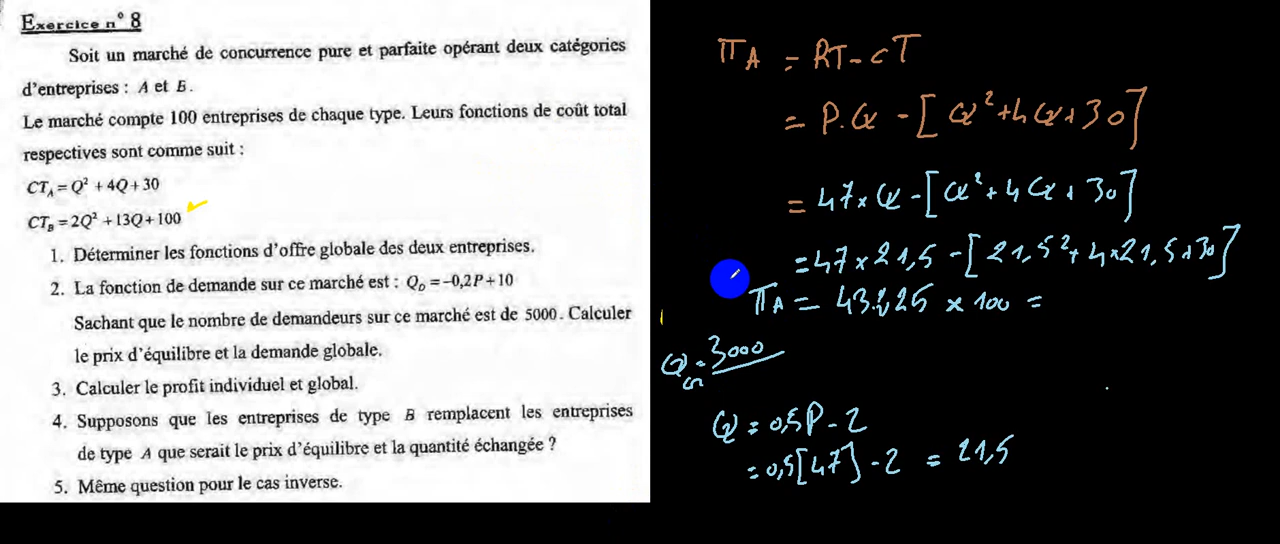 Exercice n° 8
Soit un marché de concurrence pure et parfaite opérant deux catégories
d'entreprises : A et B.
Le marché compte 100 entreprises de chaque type. Leurs fonctions de coût total
respectives sont comme suit :
CT_A = Q² + 4Q + 30
CT_B = 2Q² + 13Q + 100
1. Déterminer les fonctions d'offre globale des deux entreprises.
2. La fonction de demande sur ce marché est : Q_D = −0,2P + 10
Sachant que le nombre de demandeurs sur ce marché est de 5000. Calculer
le prix d'équilibre et la demande globale.
3. Calculer le profit individuel et global.
4. Supposons que les entreprises de type B remplacent les entreprises
de type A que serait le prix d'équilibre et la quantité échangée ?
5. Même question pour le cas inverse.
π A = RT - CT
= P.Q - [Q² + 4Q + 30]
= 47 × Q - [Q² + 4Q + 30]
= 47 × 21,5 - [21,5² + 4 × 21,5 + 30]
π A = 432,25 × 100 =
= 3000
Q = 0,5P - 2
= 0,5[47] - 2 = 21,5